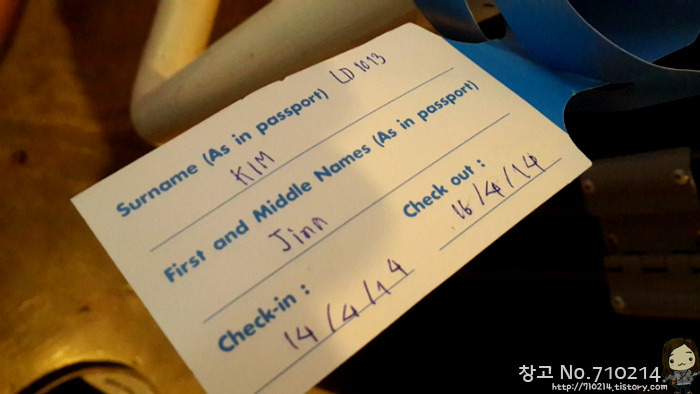 Surname (As in passport) LD 1013
KIM
First and Middle Names (As in passport)
Jinn
Check-in : Check out :
14/4/14 16/4/14
창고 No.710214
http://710214.tistory.com/